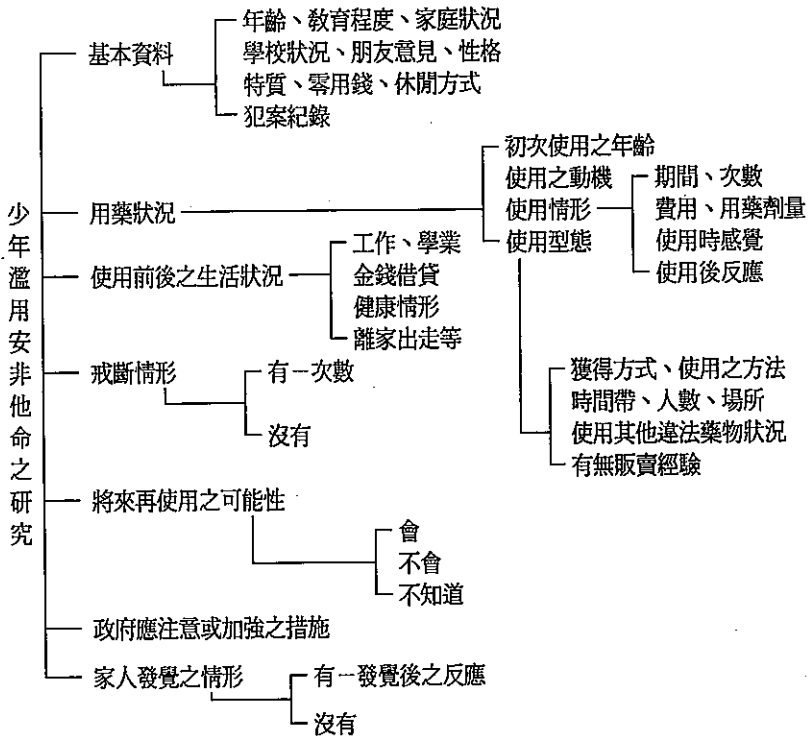 少年濫用安非他命之研究
基本資料
年齡、教育程度、家庭狀況
學校狀況、朋友意見、性格
特質、零用錢、休閒方式
犯案紀錄
用藥狀況
初次使用之年齡
使用之動機
使用情形
使用型態
期間、次數
費用、用藥劑量
使用時感覺
使用後反應
獲得方式、使用之方法
時間帶、人數、場所
使用其他違法藥物狀況
有無販賣經驗
使用前後之生活狀況
工作、學業
金錢借貸
健康情形
離家出走等
戒斷情形
有—次數
沒有
將來再使用之可能性
會
不會
不知道
政府應注意或加強之措施
家人發覺之情形
有—發覺後之反應
沒有